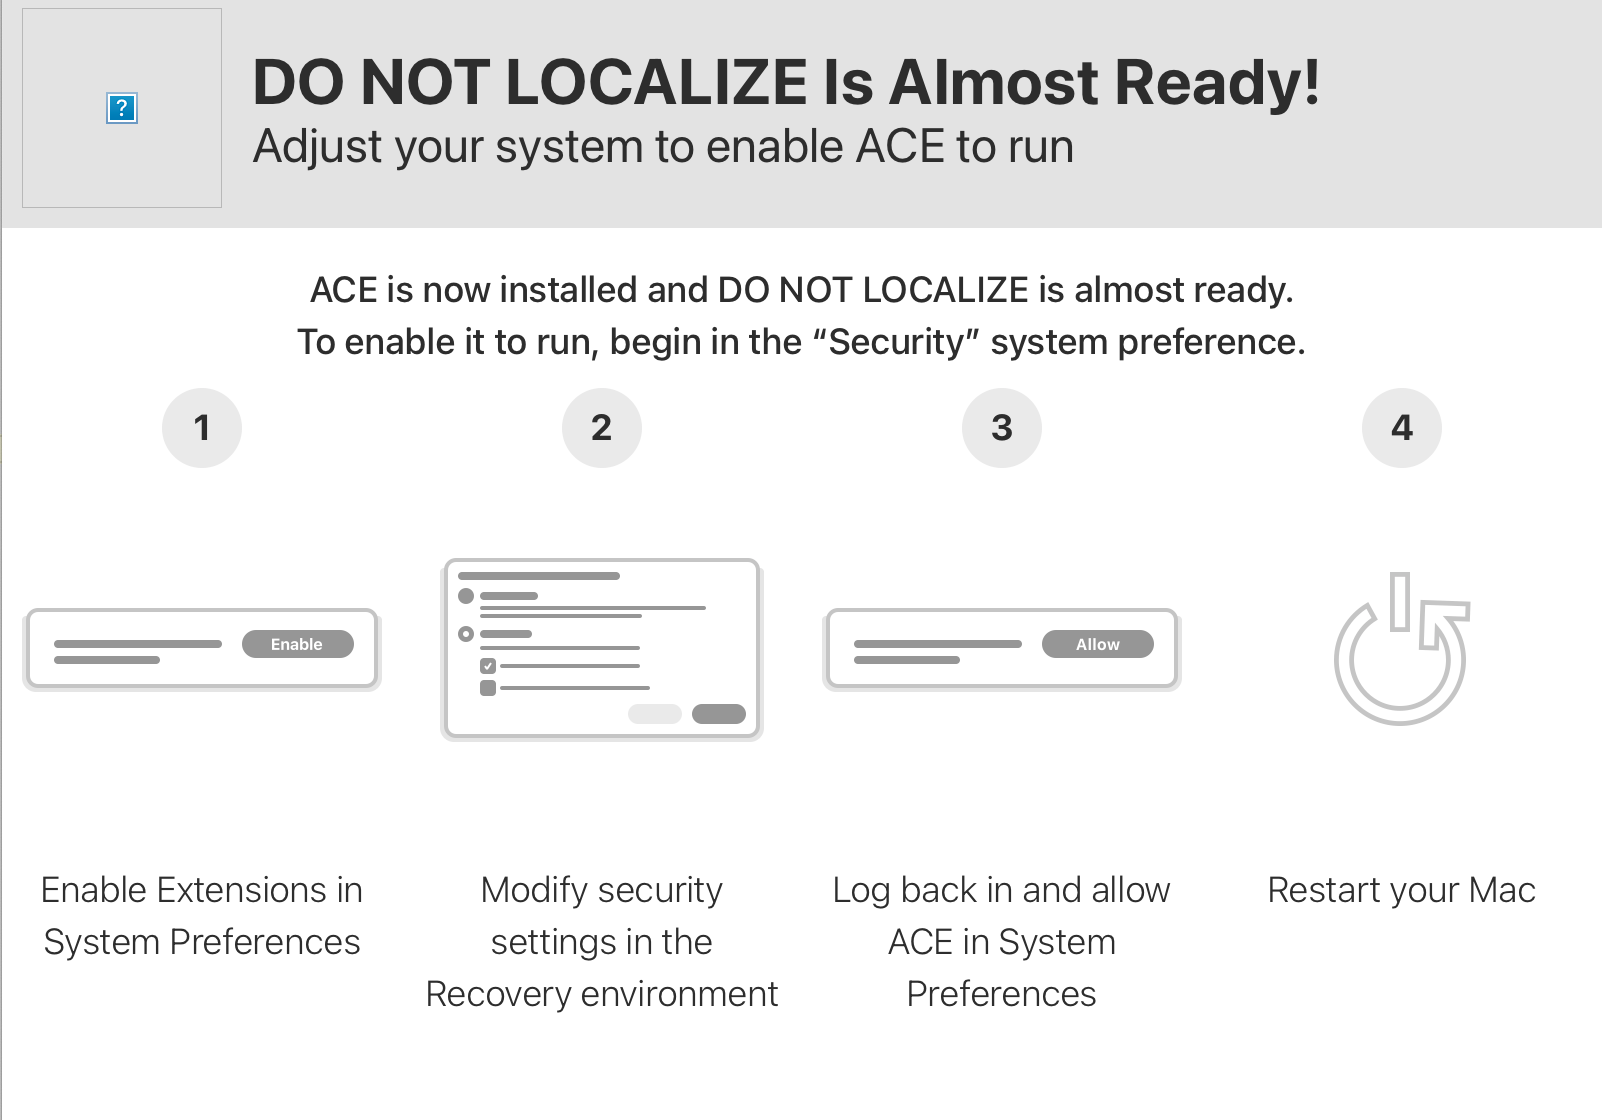 ?
DO NOT LOCALIZE Is Almost Ready!
Adjust your system to enable ACE to run
ACE is now installed and DO NOT LOCALIZE is almost ready.
To enable it to run, begin in the “Security” system preference.
1
2
3
4
Enable
Allow
Enable Extensions in
System Preferences
Modify security
settings in the
Recovery environment
Log back in and allow
ACE in System
Preferences
Restart your Mac